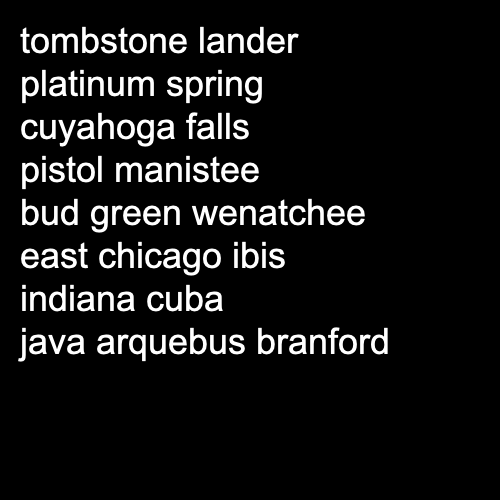 tombstone lander
platinum spring
cuyahoga falls
pistol manistee
bud green wenatchee
east chicago ibis
indiana cuba
java arquebus branford